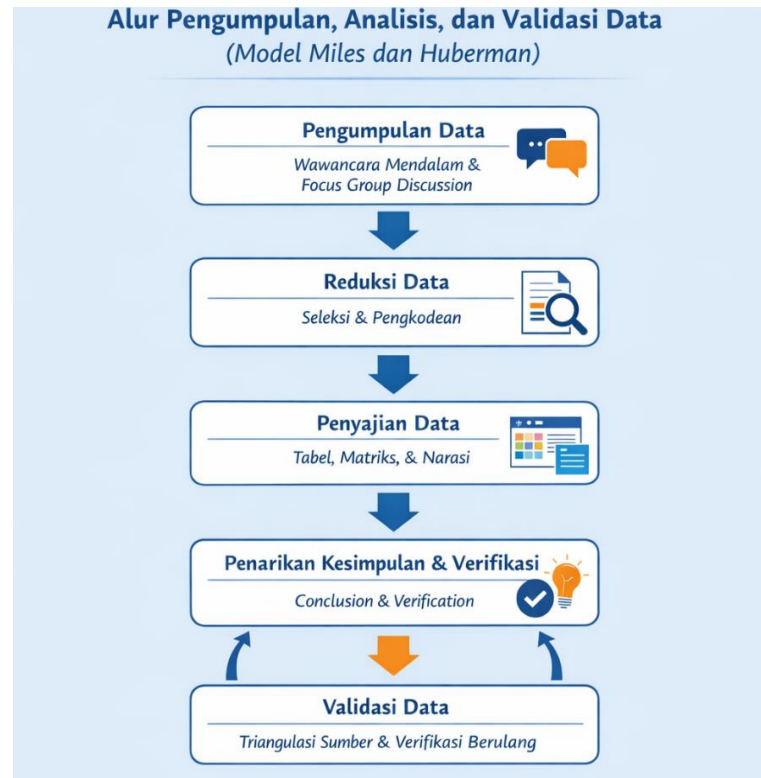 Alur Pengumpulan, Analisis, dan Validasi Data
(Model Miles dan Huberman)
Pengumpulan Data
Wawancara Mendalam &
Focus Group Discussion
Reduksi Data
Seleksi & Pengkodean
Penyajian Data
Tabel, Matriks, & Narasi
Penarikan Kesimpulan & Verifikasi
Conclusion & Verification
Validasi Data
Triangulasi Sumber & Verifikasi Berulang